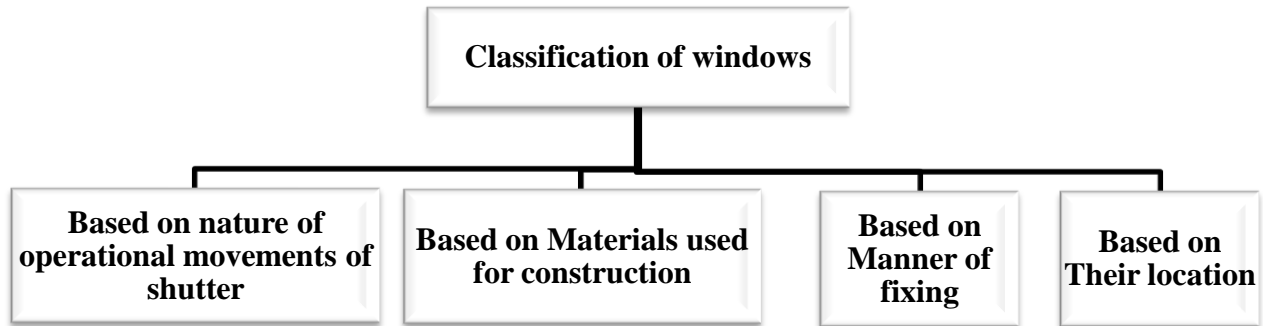 Classification of windows
Based on nature of
operational movements of
shutter
Based on Materials used
for construction
Based on
Manner of
fixing
Based on
Their location